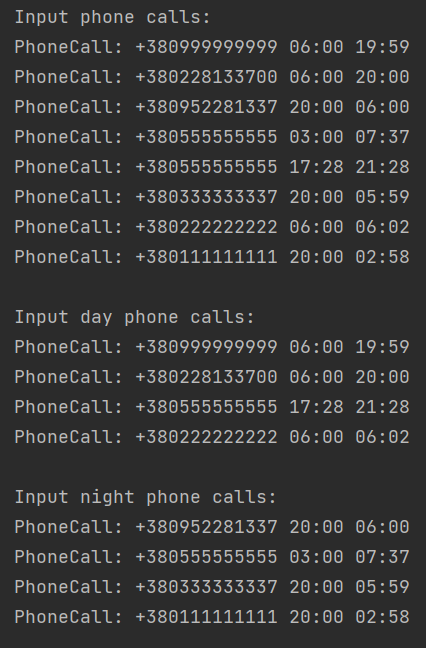 Input phone calls:
PhoneCall: +380999999999 06:00 19:59
PhoneCall: +380228133700 06:00 20:00
PhoneCall: +380952281337 20:00 06:00
PhoneCall: +380555555555 03:00 07:37
PhoneCall: +380555555555 17:28 21:28
PhoneCall: +380333333337 20:00 05:59
PhoneCall: +380222222222 06:00 06:02
PhoneCall: +380111111111 20:00 02:58

Input day phone calls:
PhoneCall: +380999999999 06:00 19:59
PhoneCall: +380228133700 06:00 20:00
PhoneCall: +380555555555 17:28 21:28
PhoneCall: +380222222222 06:00 06:02

Input night phone calls:
PhoneCall: +380952281337 20:00 06:00
PhoneCall: +380555555555 03:00 07:37
PhoneCall: +380333333337 20:00 05:59
PhoneCall: +380111111111 20:00 02:58